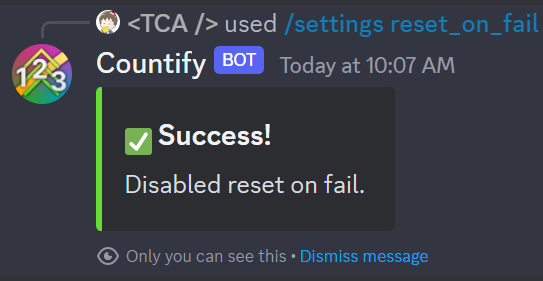 <TCA /> used /settings reset_on_fail
123
Countify BOT Today at 10:07 AM
Success!
Disabled reset on fail.
Only you can see this • Dismiss message